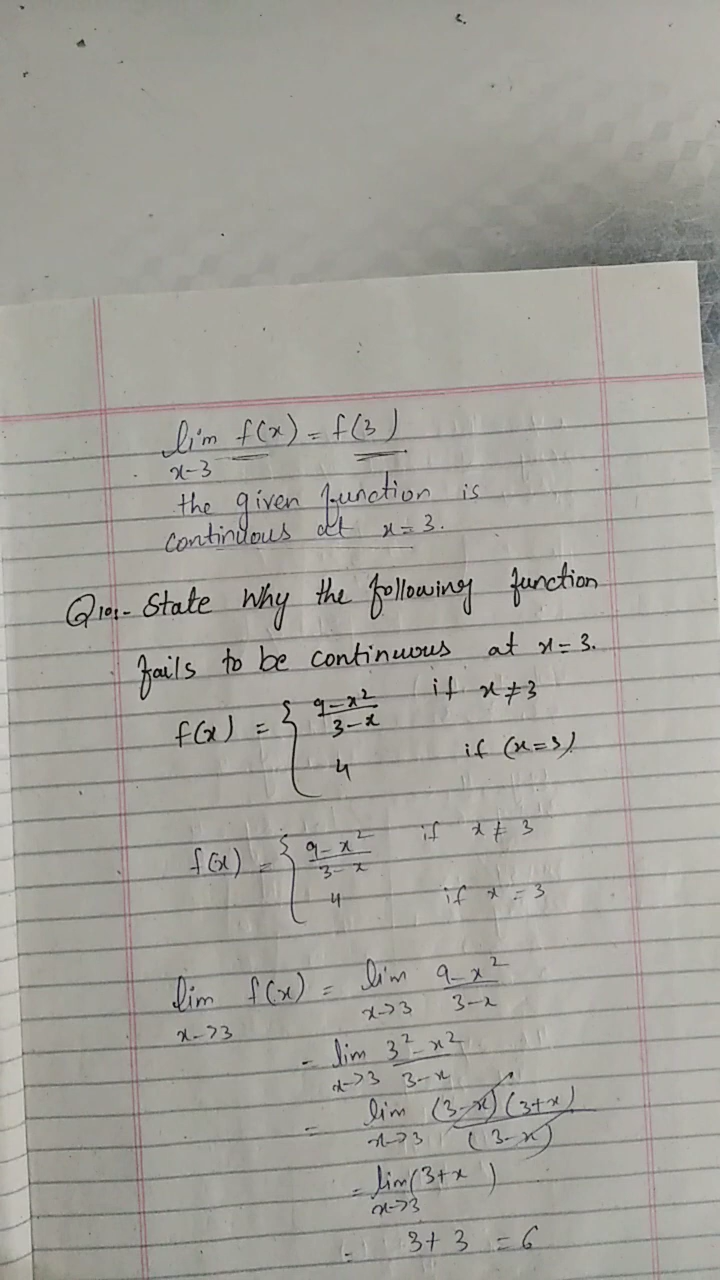 lim f(x) = f(3)
x-3
the given function is
continuous at x=3.
Q10:- State Why the following function
fails to be continuous at x=3.
f(x) = { 9-x²/3-x if x≠3
4 if (x=3)
f(x) = { 9-x²/3-x if x≠3
4 if x=3
lim f(x) = lim 9-x²/3-x
x->3 x->3
= lim 3²-x²/3-x
x->3
= lim (3-x)(3+x)/(3-x)
x->3
= lim(3+x)
x->3
= 3+3 = 6